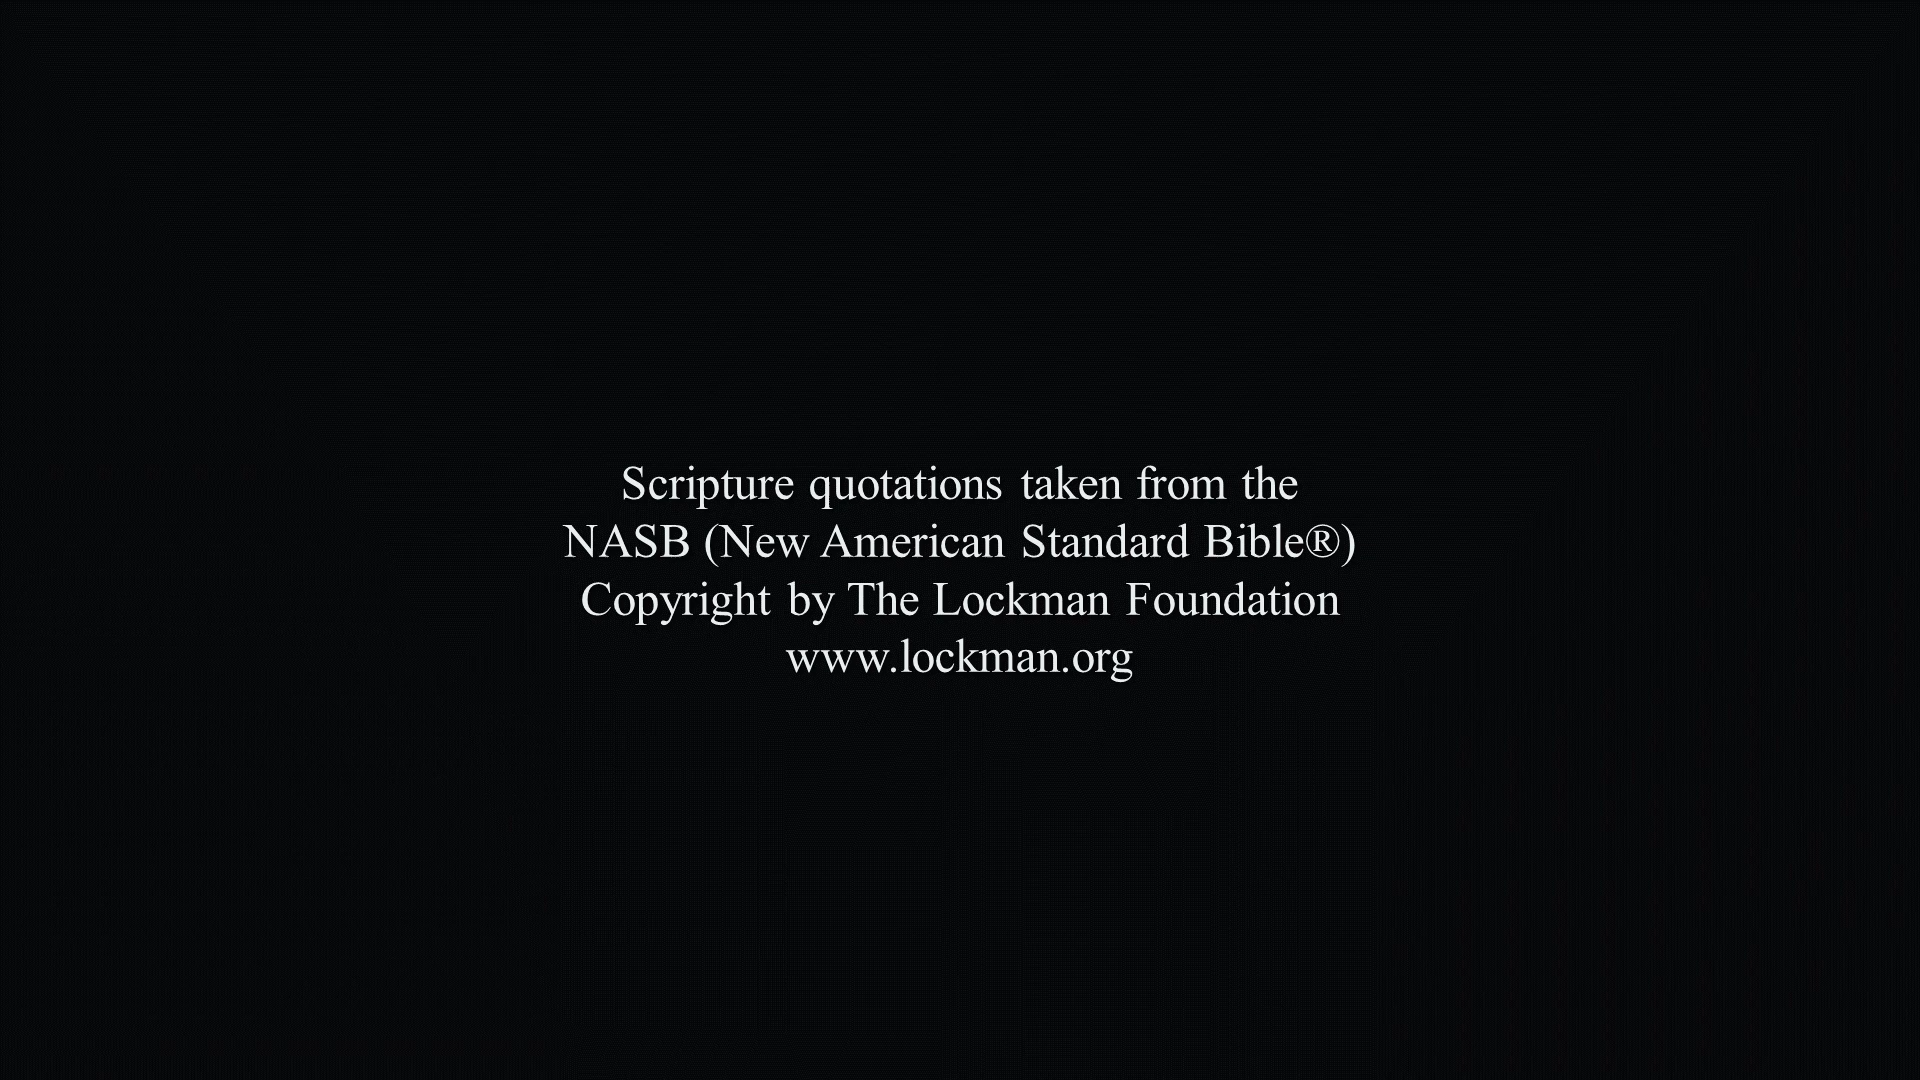 Scripture quotations taken from the
NASB (New American Standard Bible®)
Copyright by The Lockman Foundation
www.lockman.org